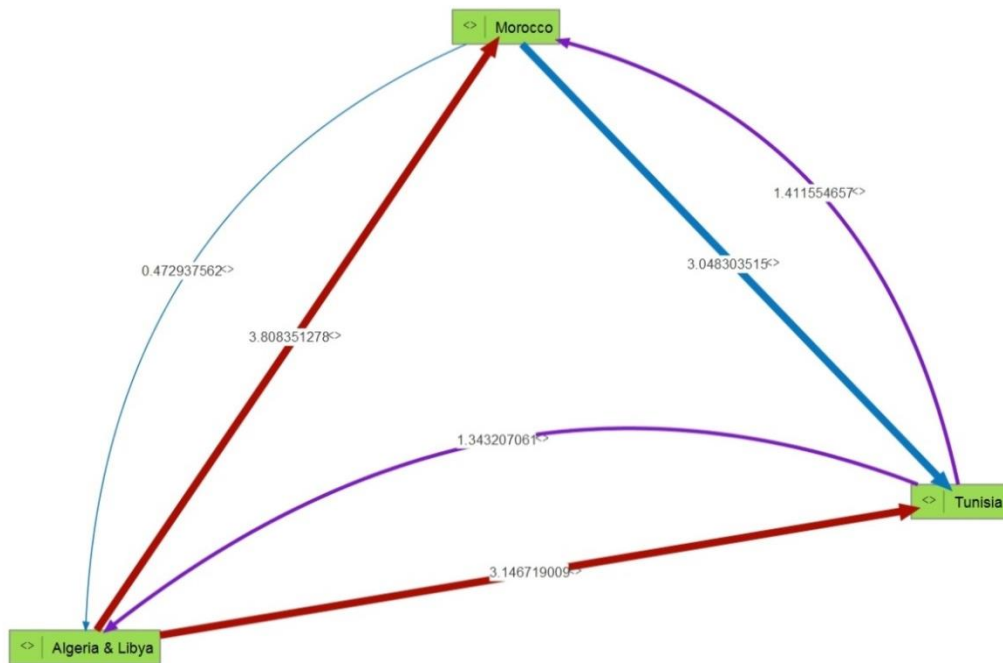 <> Morocco
1.411554657<>
3.048303515<>
0.472937562<>
3.808351278<>
1.343207061<>
<> Tunisia
3.146719009<>
<> Algeria & Libya